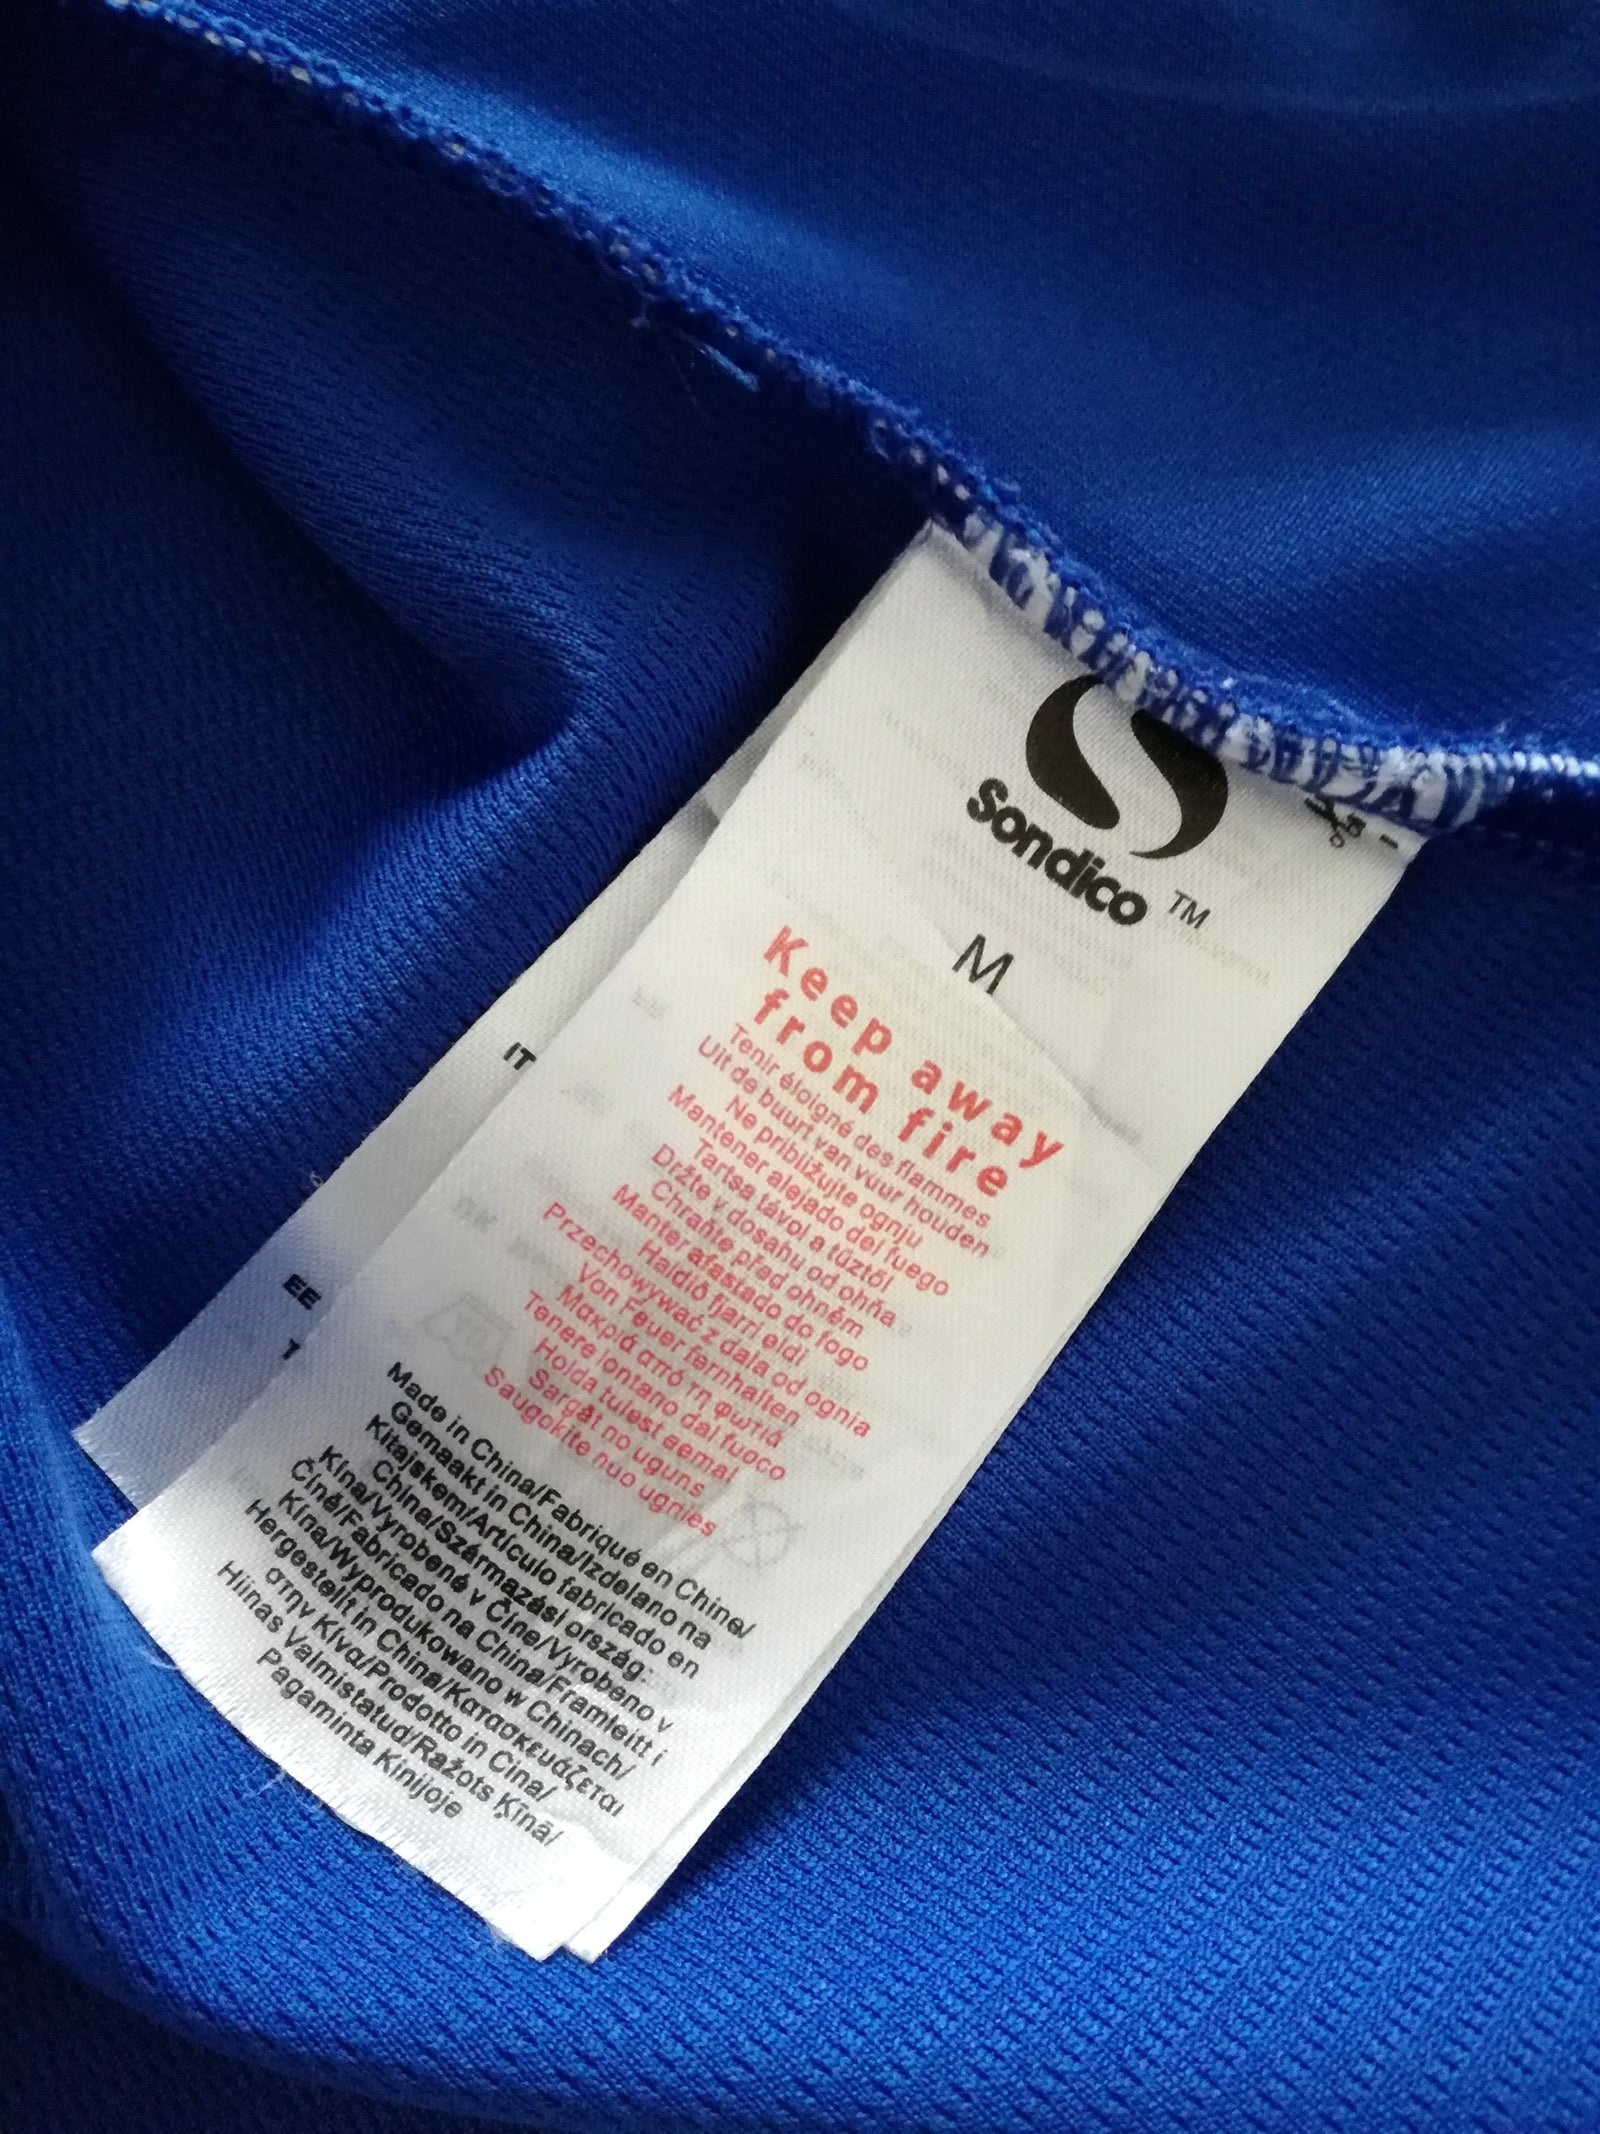 Sondico ™
M
Keep away
from fire
Tenir éloigné des flammes
Uit de buurt van vuur houden
Ne približujte ognju
Mantener alejado del fuego
Tartsa távol a tűztől
Držte v dosahu od ohňa
Chraňte před ohněm
Manter afastado do fogo
Haldið fjarri eldi
Przechowywać z dala od ognia
Von Feuer fernhalten
Μακριά από τη φωτιά
Tenere lontano dal fuoco
Holda tulest eemal
Sargāt no uguns
Saugokite nuo ugnies
Made in China/Fabriqué en Chine/
Gemaakt in China/Izdelano na
Kitajskem/Artículo fabricado en
China/Származási ország:
Kína/Vyrobené v Číne/Vyrobeno v
Číně/Fabricado na China/Framleitt í
Kína/Wyprodukowano w Chinach/
Hergestellt in China/Κατασκευάζεται
στην Κίνα/Prodotto in Cina/
Hiinas Valmistatud/Ražots Ķīnā/
Pagaminta Kinijoje
IT
EE